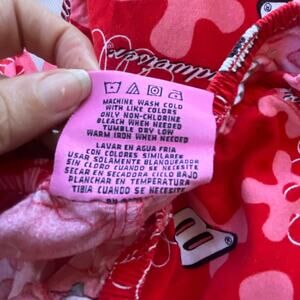 Budweiser
MACHINE WASH COLD
WITH LIKE COLORS
ONLY NON-CHLORINE
BLEACH WHEN NEEDED
TUMBLE DRY LOW
WARM IRON WHEN NEEDED
LAVAR EN AGUA FRIA
CON COLORES SIMILARES
USAR SOLAMENTE BLANQUEADOR
SIN CLORO CUANDO SE NECESITE
SECAR EN SECADORA CICLO BAJO
PLANCHAR EN TEMPERATURA
TIBIA CUANDO SE NECESITE